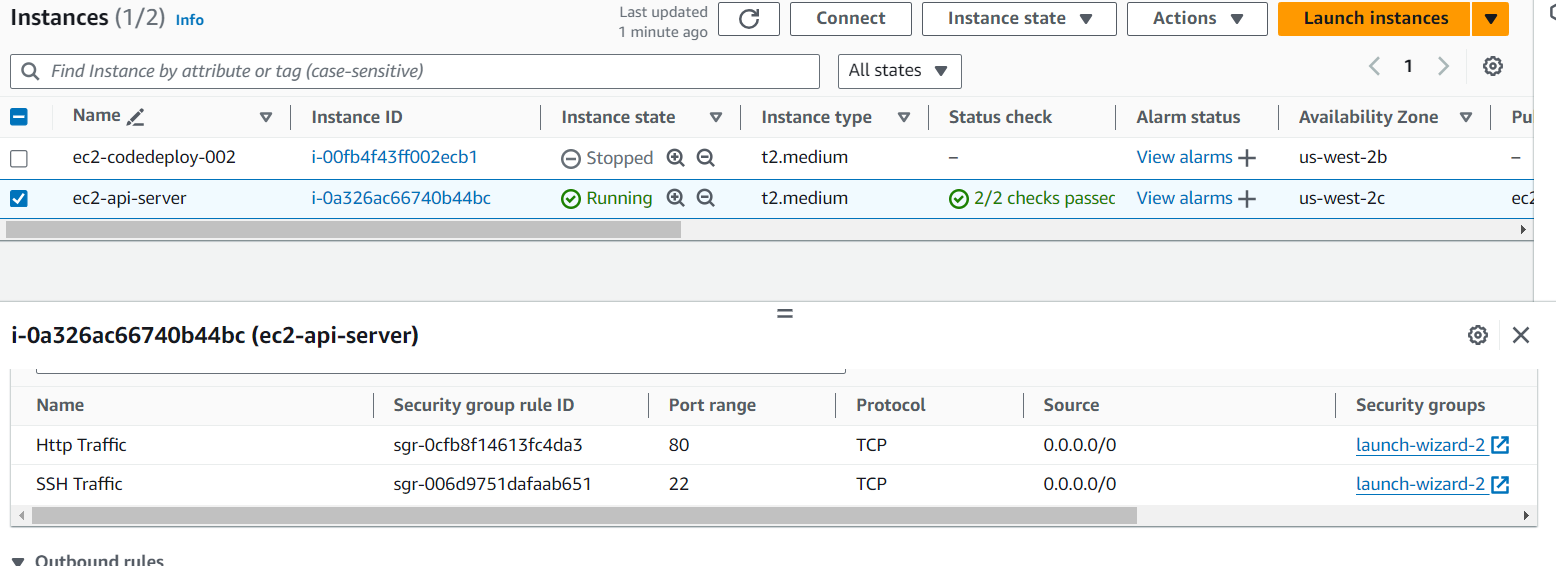 Instances (1/2) Info
Last updated
1 minute ago
Connect
Instance state
Actions
Launch instances
Find Instance by attribute or tag (case-sensitive)
All states
1
Name Instance ID Instance state Instance type Status check Alarm status Availability Zone Pu
ec2-codedeploy-002 i-00fb4f43ff002ecb1 Stopped t2.medium – View alarms + us-west-2b –
ec2-api-server i-0a326ac66740b44bc Running t2.medium 2/2 checks passed View alarms + us-west-2c ec2
i-0a326ac66740b44bc (ec2-api-server)
Name Security group rule ID Port range Protocol Source Security groups
Http Traffic sgr-0cfb8f14613fc4da3 80 TCP 0.0.0.0/0 launch-wizard-2
SSH Traffic sgr-006d9751dafaab651 22 TCP 0.0.0.0/0 launch-wizard-2
Outbound rules